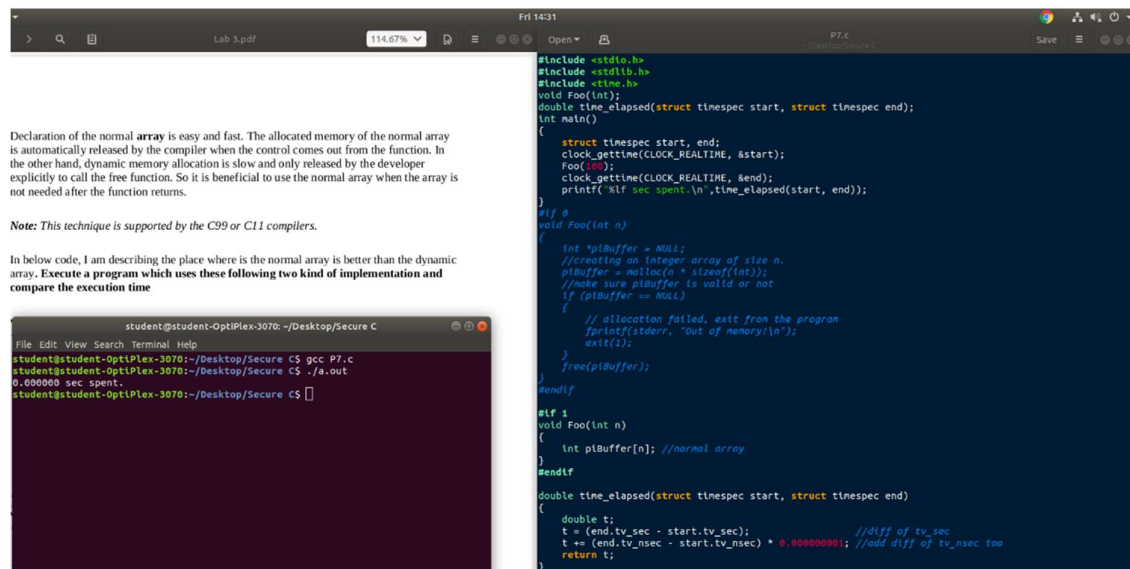 Fri 14:31
Lab 3.pdf
114.67%
Declaration of the normal array is easy and fast. The allocated memory of the normal array
is automatically released by the compiler when the control comes out from the function. In
the other hand, dynamic memory allocation is slow and only released by the developer
explicitly to call the free function. So it is beneficial to use the normal array when the array is
not needed after the function returns.
Note: This technique is supported by the C99 or C11 compilers.
In below code, I am describing the place where is the normal array is better than the dynamic
array. Execute a program which uses these following two kind of implementation and
compare the execution time
student@student-OptiPlex-3070: ~/Desktop/Secure C
File Edit View Search Terminal Help
student@student-OptiPlex-3070:~/Desktop/Secure C$ gcc P7.c
student@student-OptiPlex-3070:~/Desktop/Secure C$ ./a.out
0.000000 sec spent.
student@student-OptiPlex-3070:~/Desktop/Secure C$
Open
P7.c
~/Desktop/Secure C
Save
#include <stdio.h>
#include <stdlib.h>
#include <time.h>
void Foo(int);
double time_elapsed(struct timespec start, struct timespec end);
int main()
{
struct timespec start, end;
clock_gettime(CLOCK_REALTIME, &start);
Foo(100);
clock_gettime(CLOCK_REALTIME, &end);
printf("%lf sec spent.\n",time_elapsed(start, end));
}
#if 0
void Foo(int n)
{
int *piBuffer = NULL;
//creating an integer array of size n.
piBuffer = malloc(n * sizeof(int));
//make sure piBuffer is valid or not
if (piBuffer == NULL)
{
// allocation failed, exit from the program
fprintf(stderr, "Out of memory!\n");
exit(1);
}
free(piBuffer);
}
#endif
#if 1
void Foo(int n)
{
int piBuffer[n]; //normal array
}
#endif
double time_elapsed(struct timespec start, struct timespec end)
{
double t;
t = (end.tv_sec - start.tv_sec); //diff of tv_sec
t += (end.tv_nsec - start.tv_nsec) * 0.000000001; //add diff of tv_nsec too
return t;
}